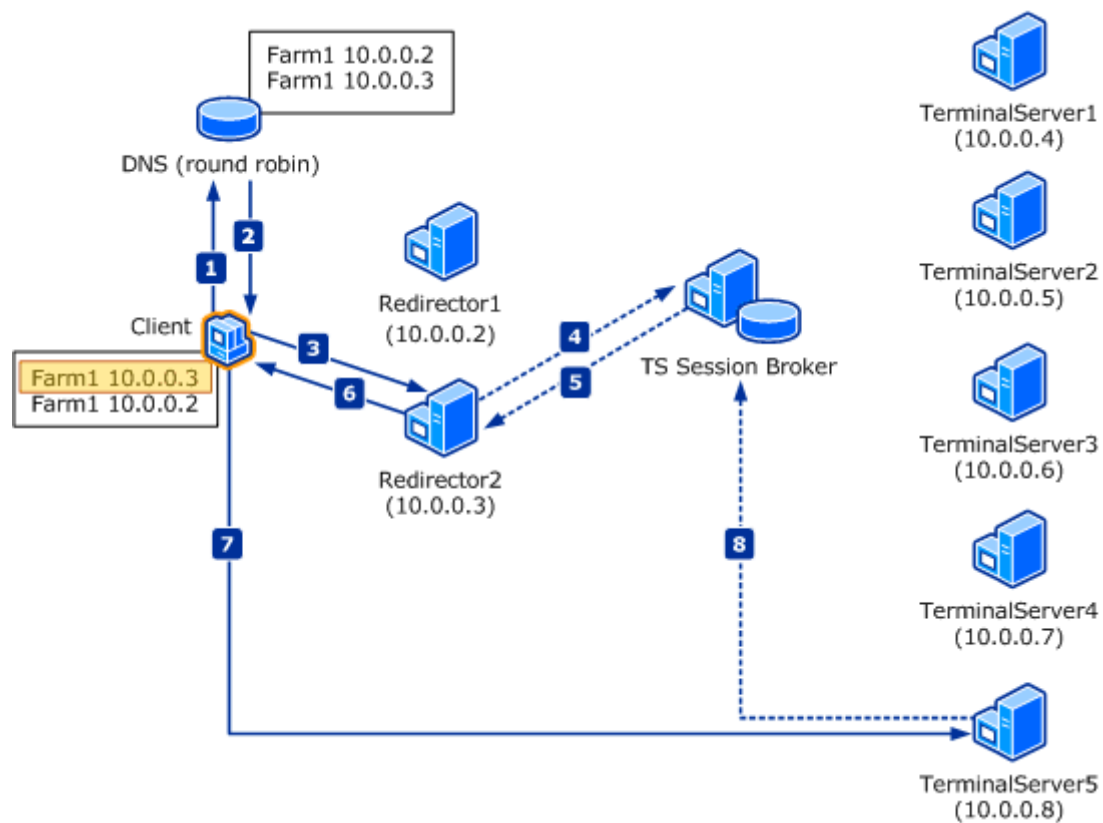 Farm1 10.0.0.2
Farm1 10.0.0.3
DNS (round robin)
1
2
Client
Farm1 10.0.0.3
Farm1 10.0.0.2
3
6
Redirector1
(10.0.0.2)
Redirector2
(10.0.0.3)
4
5
TS Session Broker
7
8
TerminalServer1
(10.0.0.4)
TerminalServer2
(10.0.0.5)
TerminalServer3
(10.0.0.6)
TerminalServer4
(10.0.0.7)
TerminalServer5
(10.0.0.8)